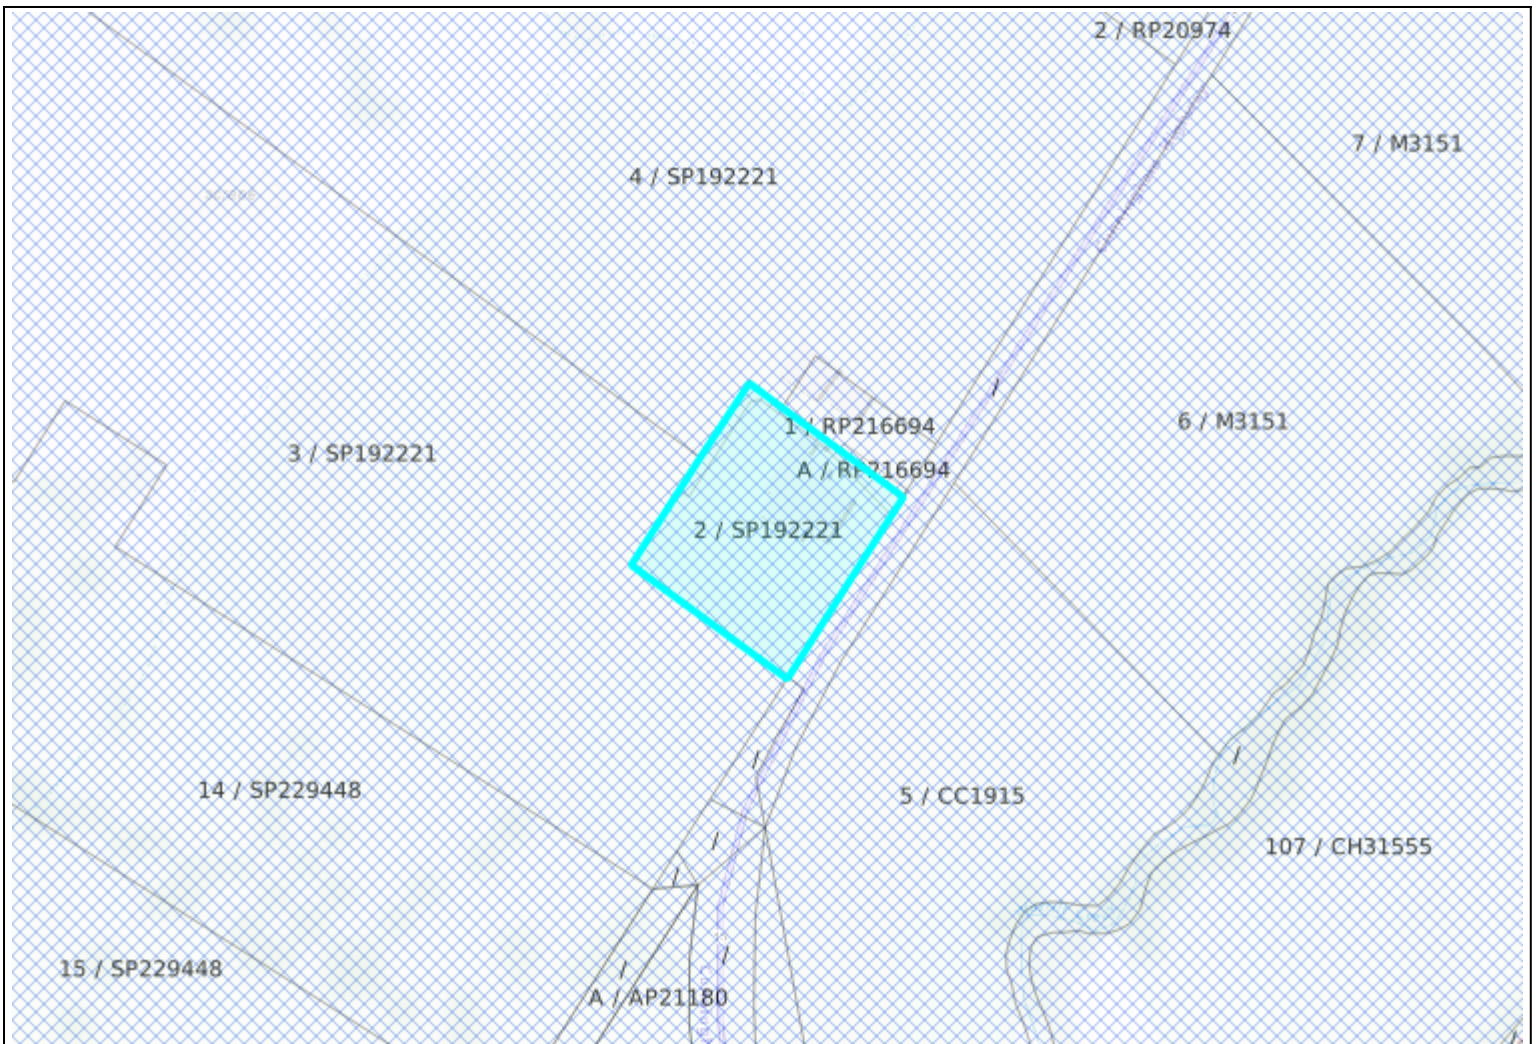 2 / RP20974
7 / M3151
4 / SP192221
1 / RP216694
6 / M3151
3 / SP192221
A / RP216694
2 / SP192221
14 / SP229448
5 / CC1915
107 / CH31555
15 / SP229448
A / AP21180